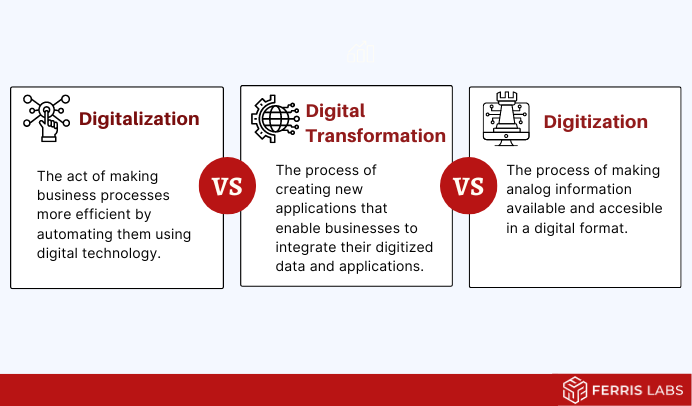 Digitalization
The act of making
business processes
more efficient by
automating them using
digital technology.
VS
Digital
Transformation
The process of
creating new
applications that
enable businesses to
integrate their digitized
data and applications.
VS
Digitization
The process of making
analog information
available and accesible
in a digital format.
FERRIS LABS